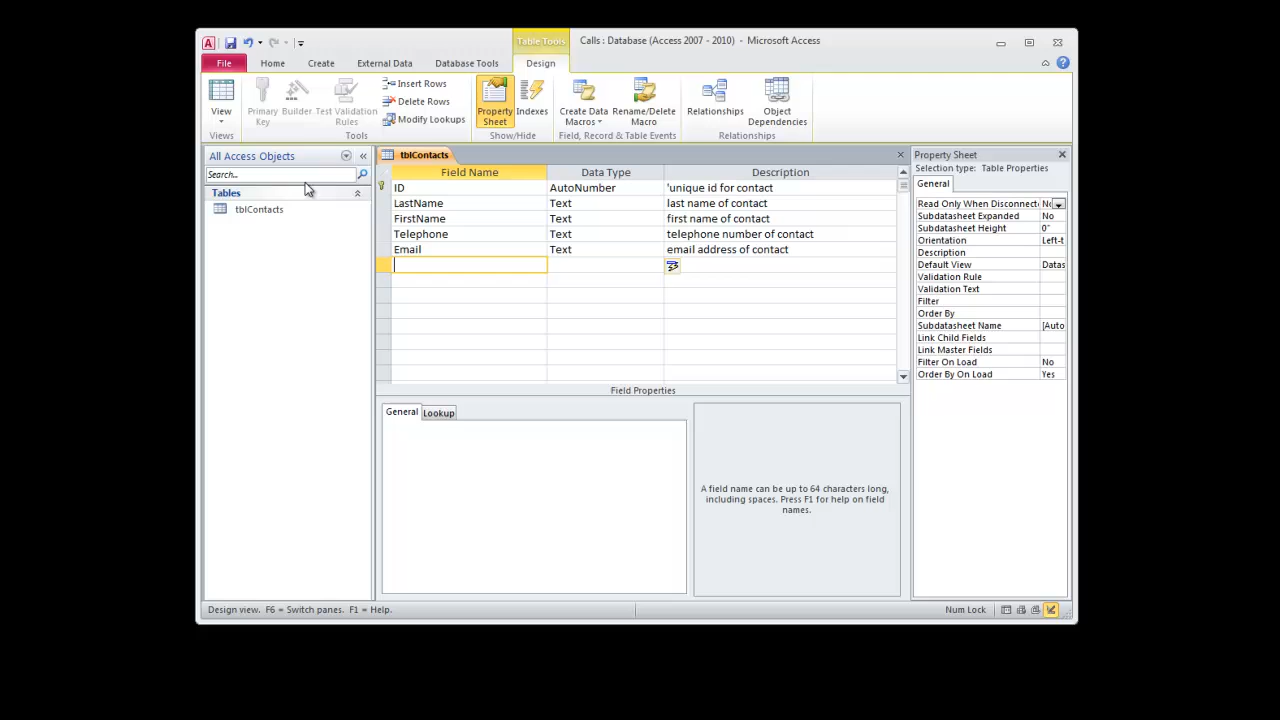 Table Tools
Calls : Database (Access 2007 - 2010) - Microsoft Access
File Home Create External Data Database Tools Design
View
Primary Key
Builder
Test Validation Rules
Insert Rows
Delete Rows
Modify Lookups
Property Sheet
Indexes
Create Data Macros
Rename/Delete Macro
Relationships
Object Dependencies
Views
Tools
Show/Hide
Field, Record & Table Events
Relationships
All Access Objects
Search...
Tables
tblContacts
tblContacts
Field Name Data Type Description
ID AutoNumber 'unique id for contact
LastName Text last name of contact
FirstName Text first name of contact
Telephone Text telephone number of contact
Email Text email address of contact
Field Properties
General Lookup
A field name can be up to 64 characters long,
including spaces. Press F1 for help on field
names.
Property Sheet
Selection type: Table Properties
General
Read Only When Disconnect
Subdatasheet Expanded No
Subdatasheet Height 0"
Orientation Left-t
Description
Default View Datas
Validation Rule
Validation Text
Filter
Order By
Subdatasheet Name [Auto
Link Child Fields
Link Master Fields
Filter On Load No
Order By On Load Yes
Design view. F6 = Switch panes. F1 = Help.
Num Lock